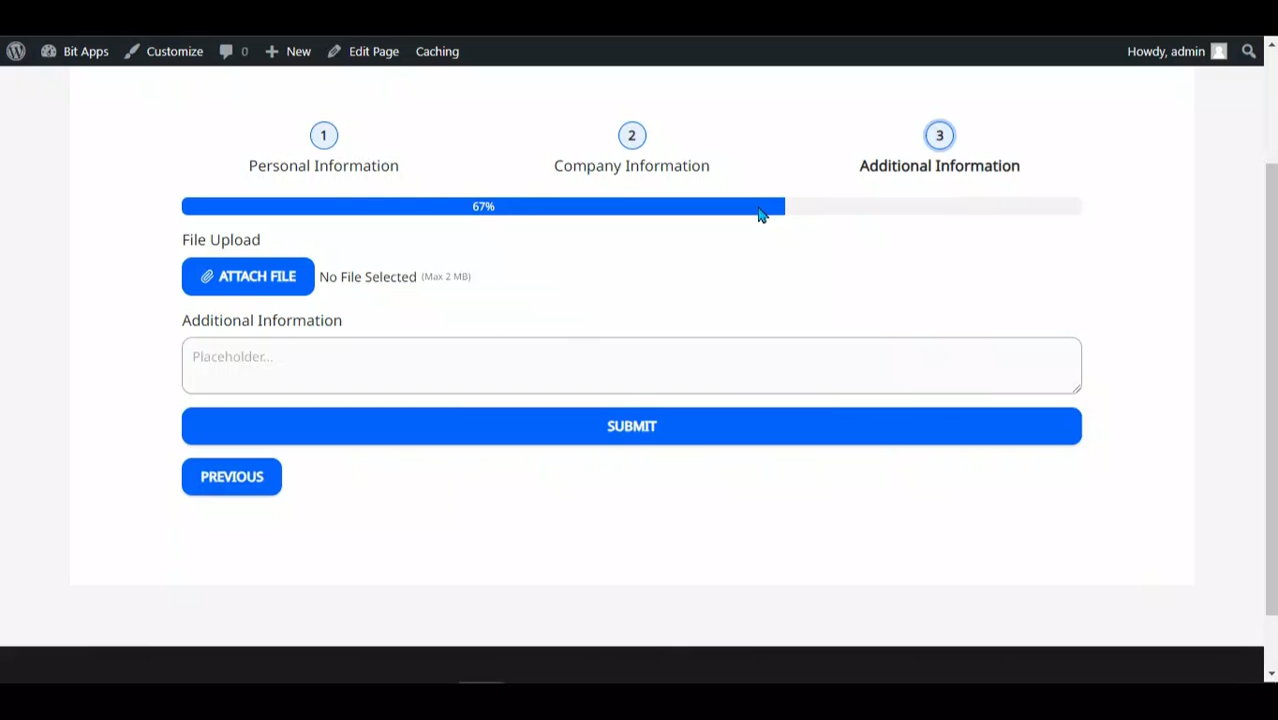 Bit Apps Customize 0 New Edit Page Caching Howdy, admin
1 2 3
Personal Information Company Information Additional Information
67%
File Upload
ATTACH FILE No File Selected (Max 2 MB)
Additional Information
Placeholder...
SUBMIT
PREVIOUS